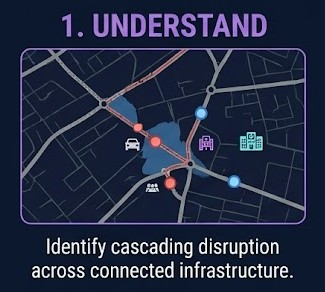 1. UNDERSTAND
Identify cascading disruption
across connected infrastructure.